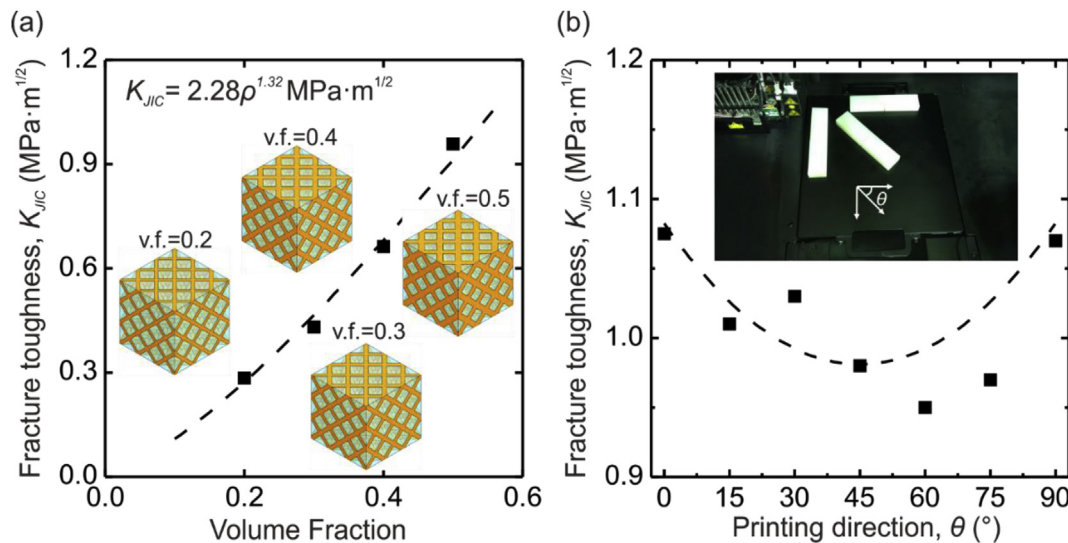 (a)
Fracture toughness, K_JIC (MPa·m^1/2)
1.2
0.9
0.6
0.3
0.0
K_JIC = 2.28ρ^1.32 MPa·m^1/2
v.f.=0.4
v.f.=0.5
v.f.=0.2
v.f.=0.3
0.0 0.2 0.4 0.6
Volume Fraction
(b)
Fracture toughness, K_JIC (MPa·m^1/2)
1.2
1.1
1.0
0.9
θ
0 15 30 45 60 75 90
Printing direction, θ (°)